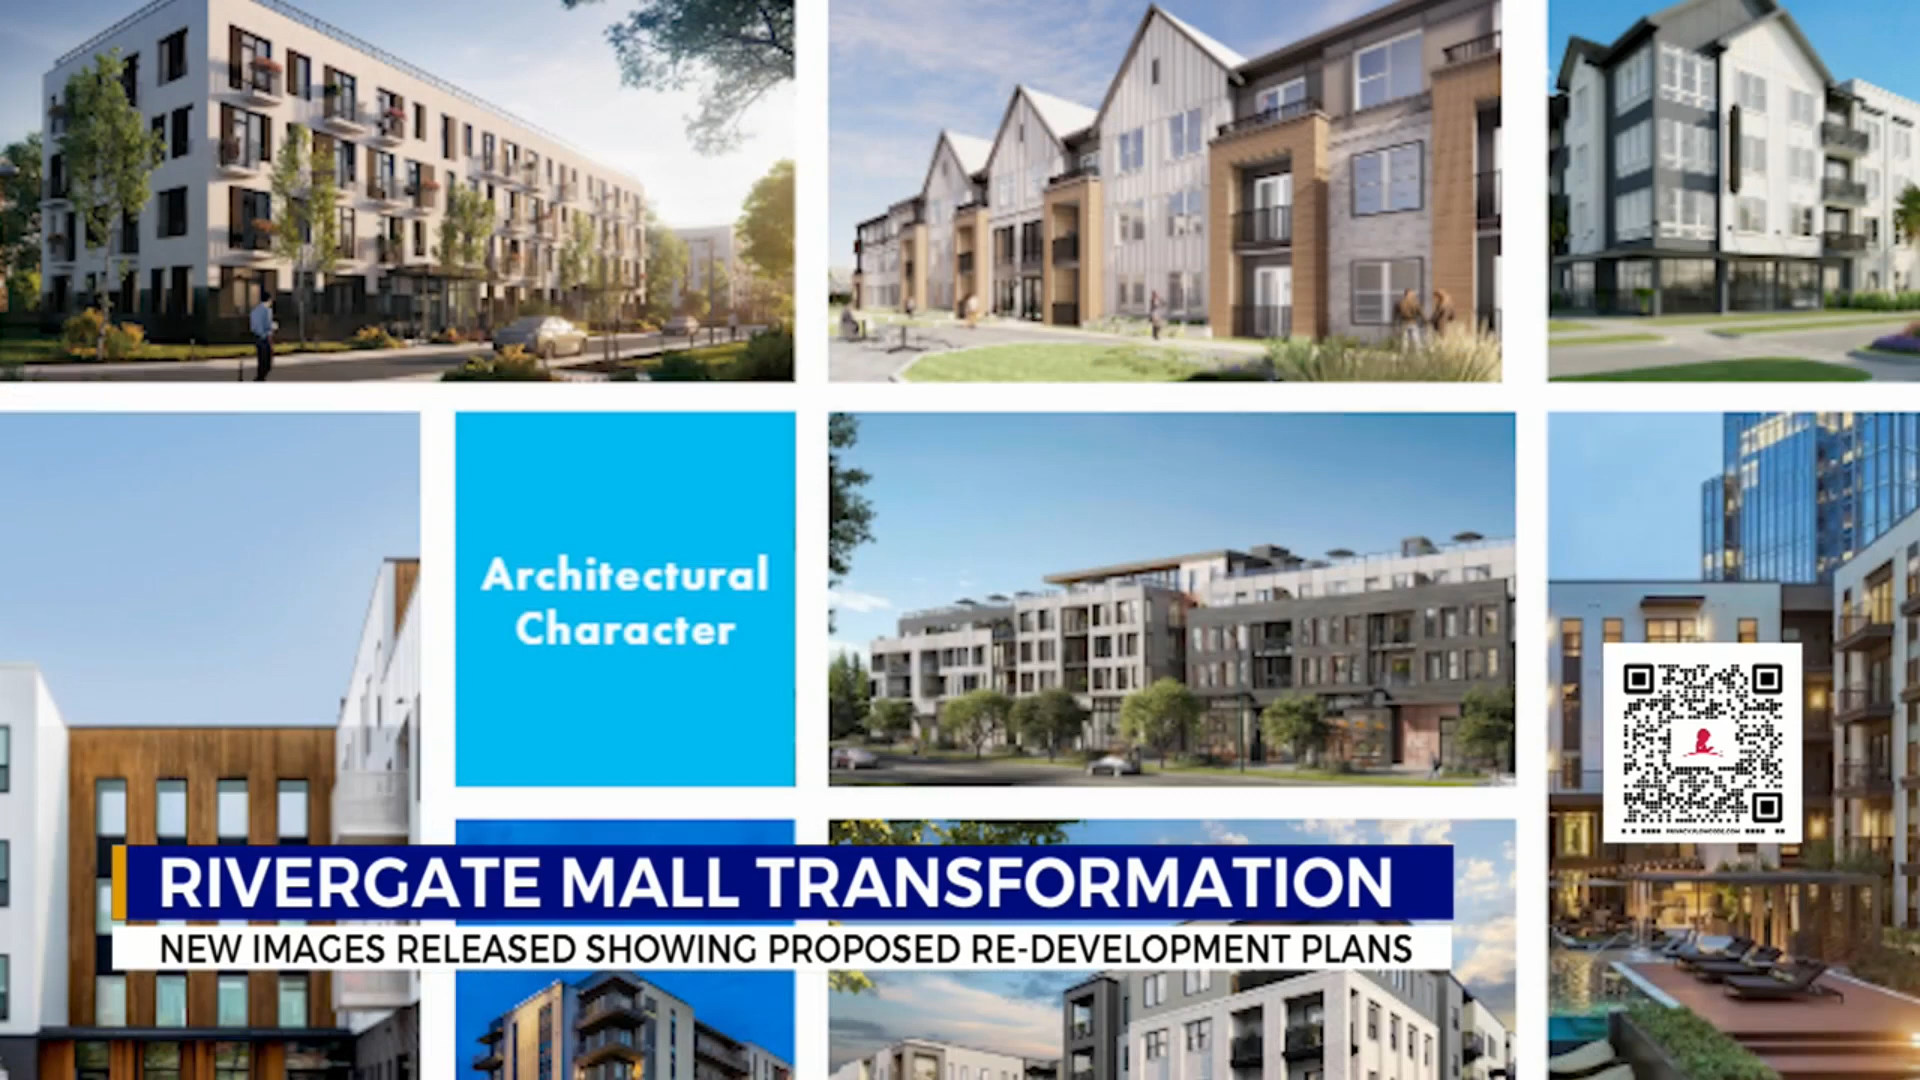 Architectural
Character
RIVERGATE MALL TRANSFORMATION
NEW IMAGES RELEASED SHOWING PROPOSED RE-DEVELOPMENT PLANS